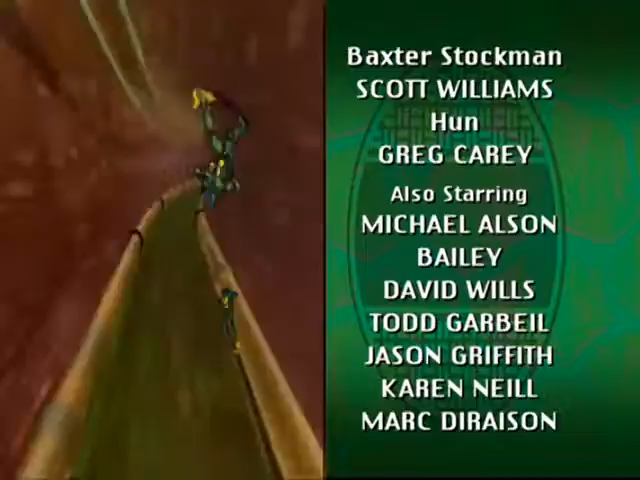 Baxter Stockman
SCOTT WILLIAMS
Hun
GREG CAREY
Also Starring
MICHAEL ALSON
BAILEY
DAVID WILLS
TODD GARBEIL
JASON GRIFFITH
KAREN NEILL
MARC DIRAISON